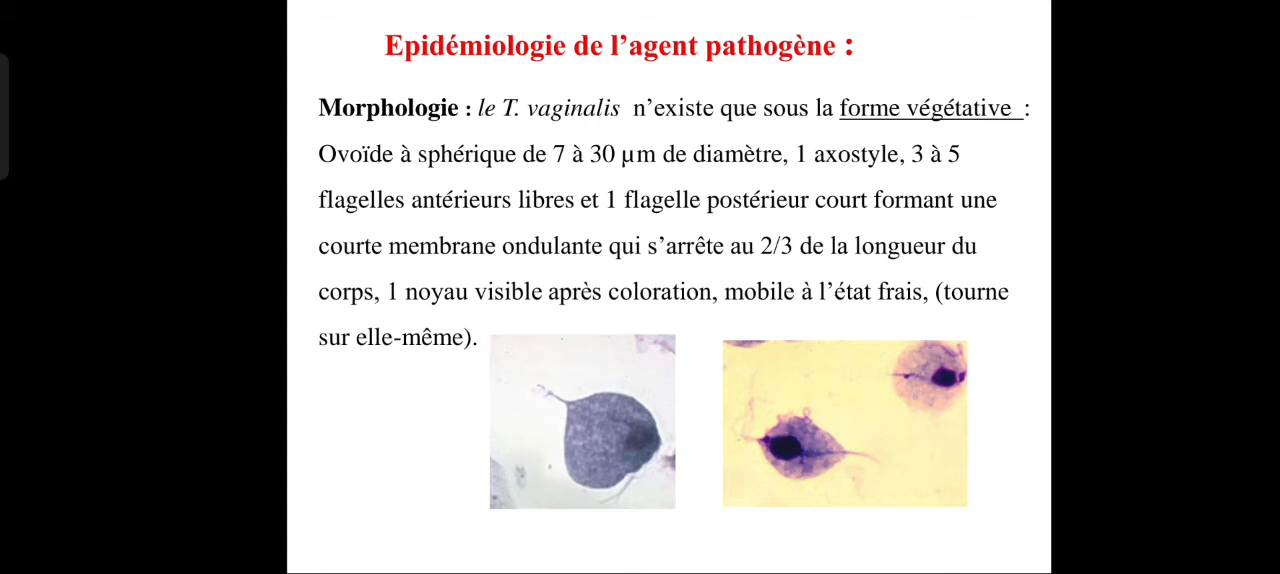 Epidémiologie de l’agent pathogène :
Morphologie : le T. vaginalis n’existe que sous la forme végétative :
Ovoïde à sphérique de 7 à 30 µm de diamètre, 1 axostyle, 3 à 5
flagelles antérieurs libres et 1 flagelle postérieur court formant une
courte membrane ondulante qui s’arrête au 2/3 de la longueur du
corps, 1 noyau visible après coloration, mobile à l’état frais, (tourne
sur elle-même).